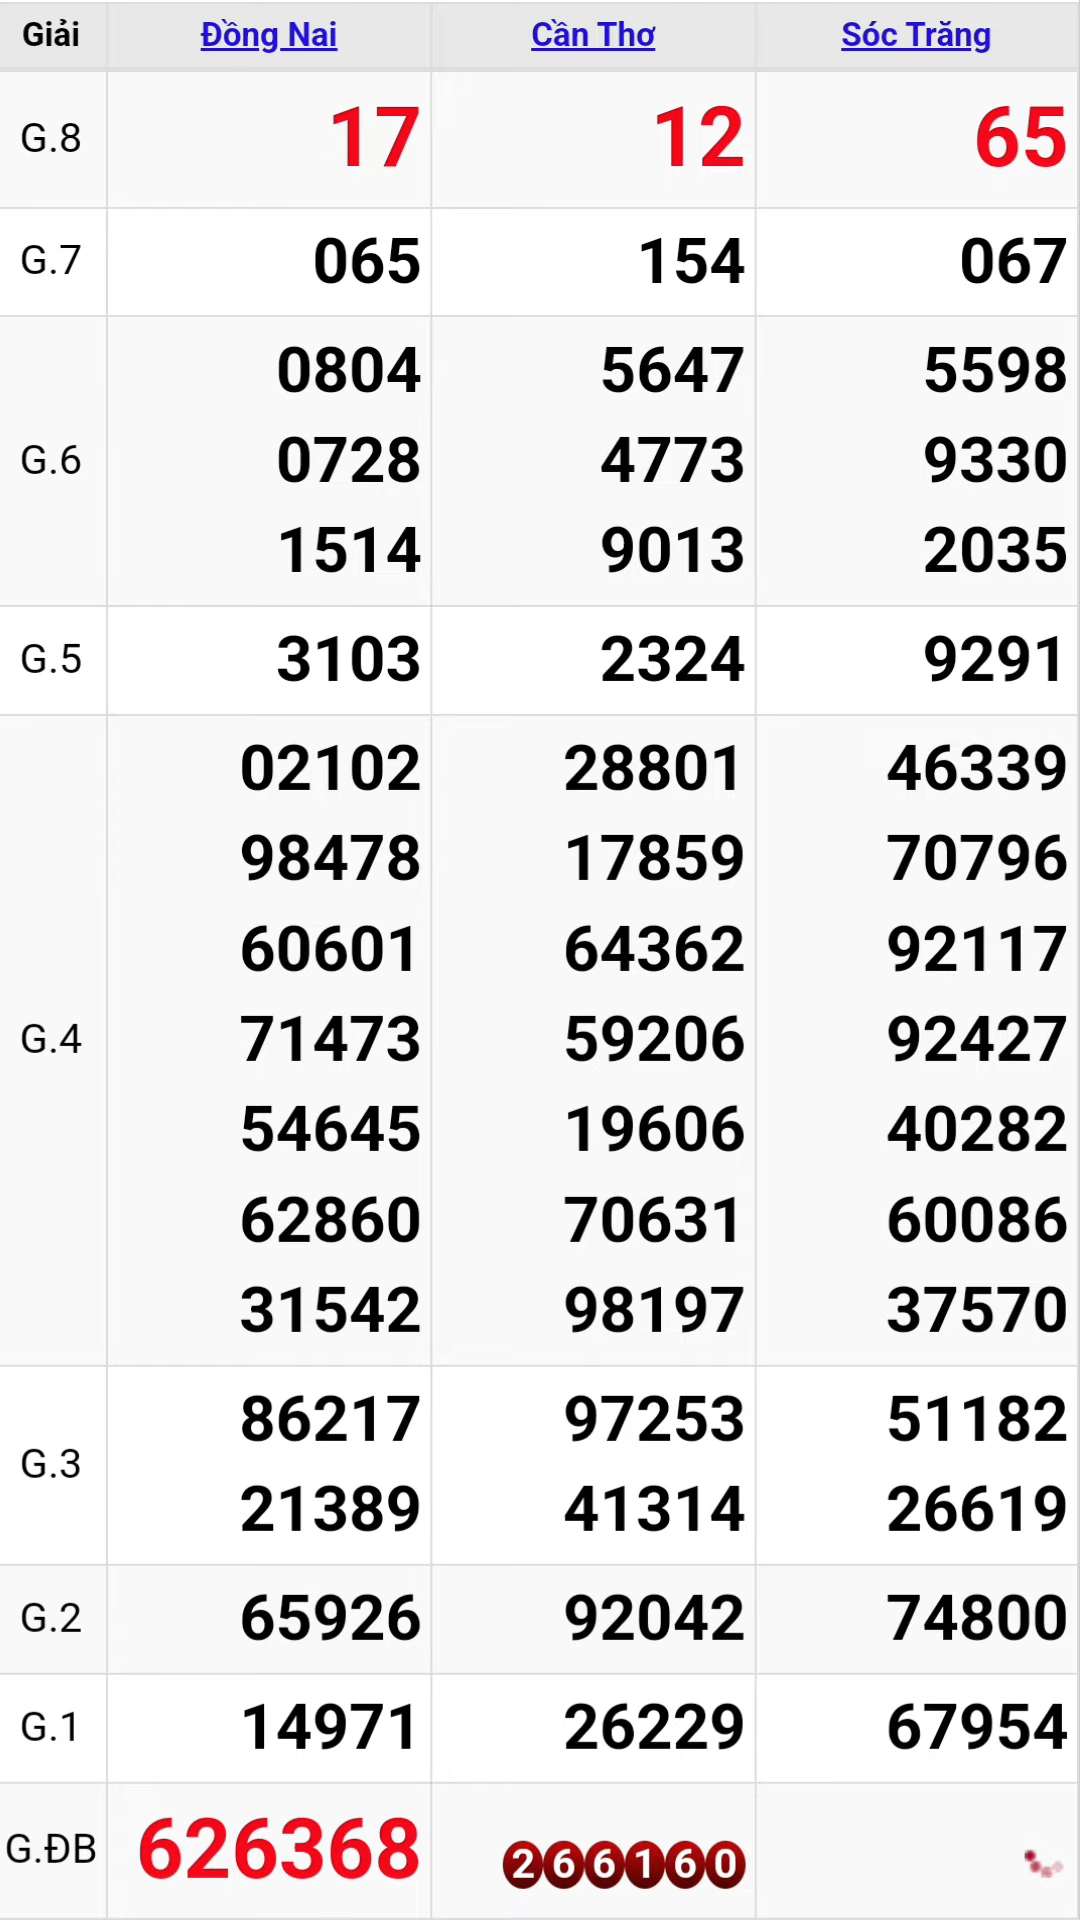 Giải Đồng Nai Cần Thơ Sóc Trăng
G.8 17 12 65
G.7 065 154 067
0804 5647 5598
G.6 0728 4773 9330
1514 9013 2035
G.5 3103 2324 9291
02102 28801 46339
98478 17859 70796
60601 64362 92117
G.4 71473 59206 92427
54645 19606 40282
62860 70631 60086
31542 98197 37570
G.3 86217 97253 51182
21389 41314 26619
G.2 65926 92042 74800
G.1 14971 26229 67954
G.ĐB 626368 266160